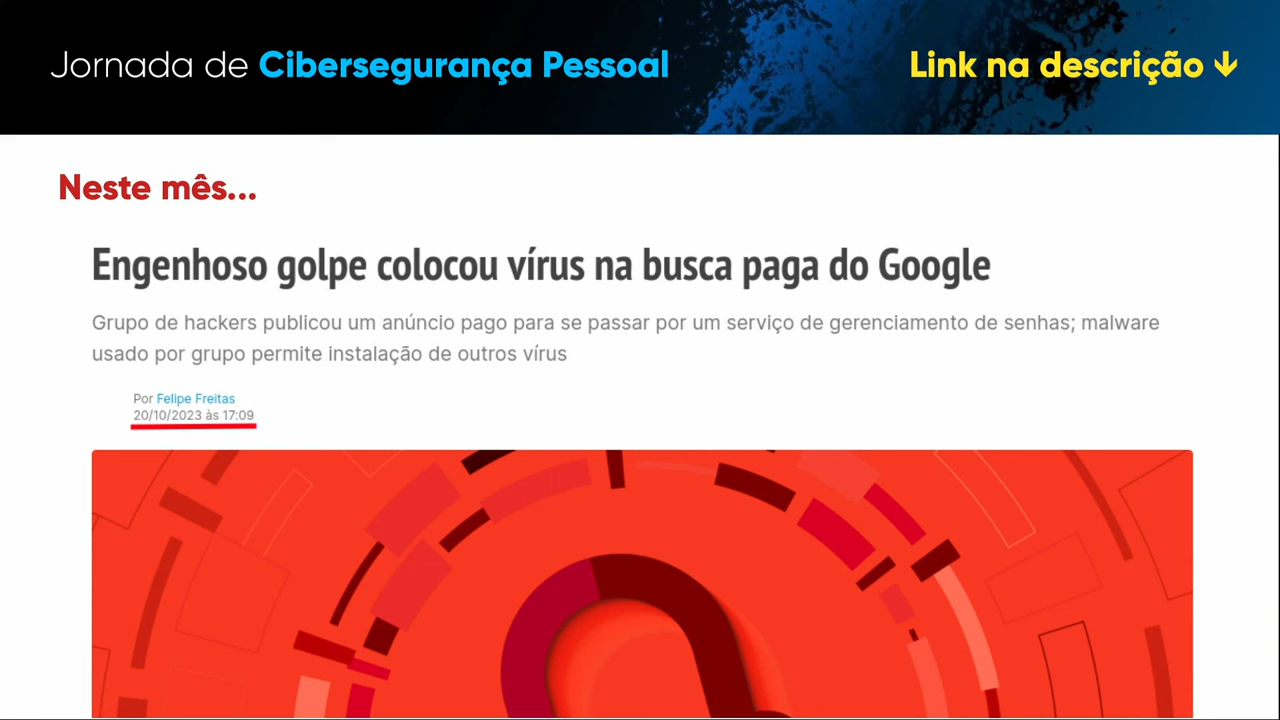 Jornada de Cibersegurança Pessoal
Link na descrição ↓
Neste mês...
Engenhoso golpe colocou vírus na busca paga do Google
Grupo de hackers publicou um anúncio pago para se passar por um serviço de gerenciamento de senhas; malware
usado por grupo permite instalação de outros vírus
Por Felipe Freitas
20/10/2023 às 17:09